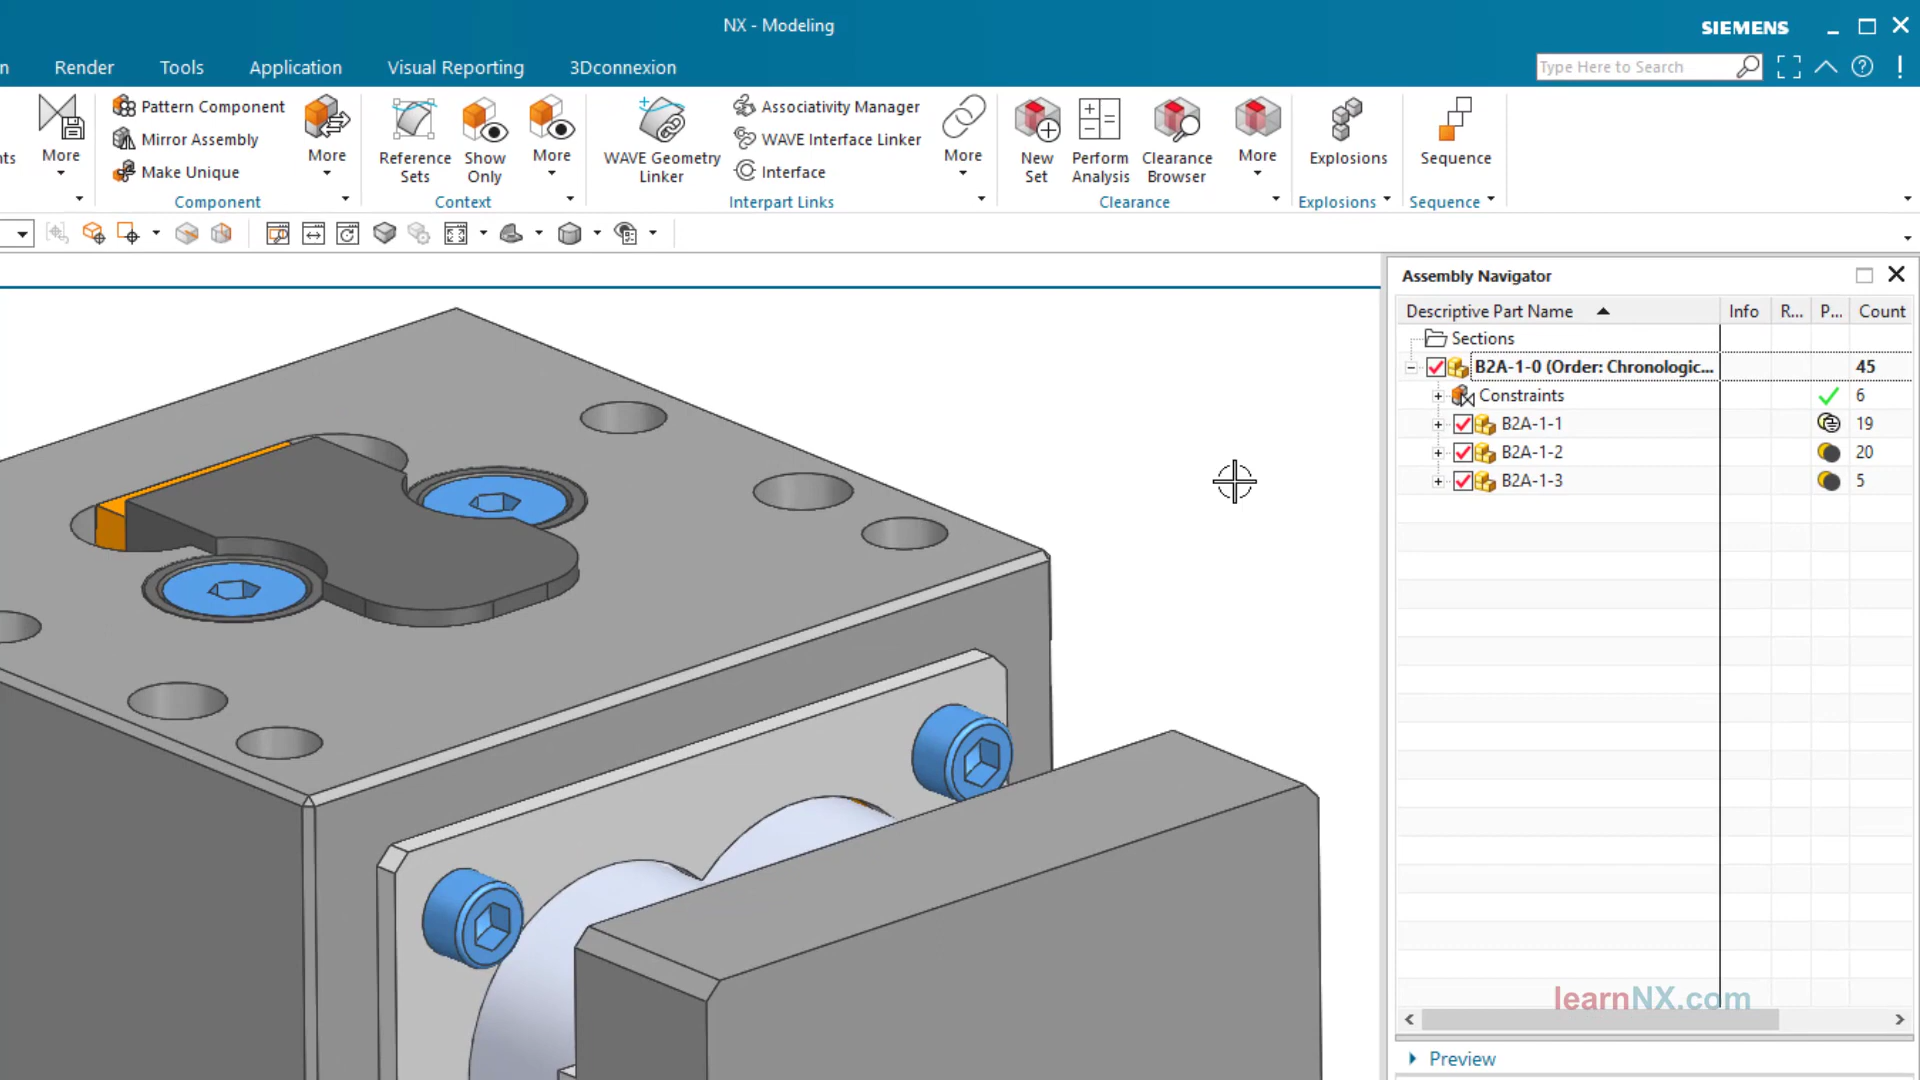 NX - Modeling
SIEMENS
n Render Tools Application Visual Reporting 3Dconnexion
Type Here to Search
Pattern Component
Mirror Assembly
Make Unique
nts
More
More
Component
Reference
Sets
Show
Only
More
Context
WAVE Geometry
Linker
Associativity Manager
WAVE Interface Linker
Interface
More
Interpart Links
New
Set
Perform
Analysis
Clearance
Browser
More
Clearance
Explosions
Explosions
Sequence
Sequence
Assembly Navigator
Descriptive Part Name Info R... P... Count
Sections
B2A-1-0 (Order: Chronologic... 45
Constraints 6
B2A-1-1 19
B2A-1-2 20
B2A-1-3 5
learnNX.com
Preview